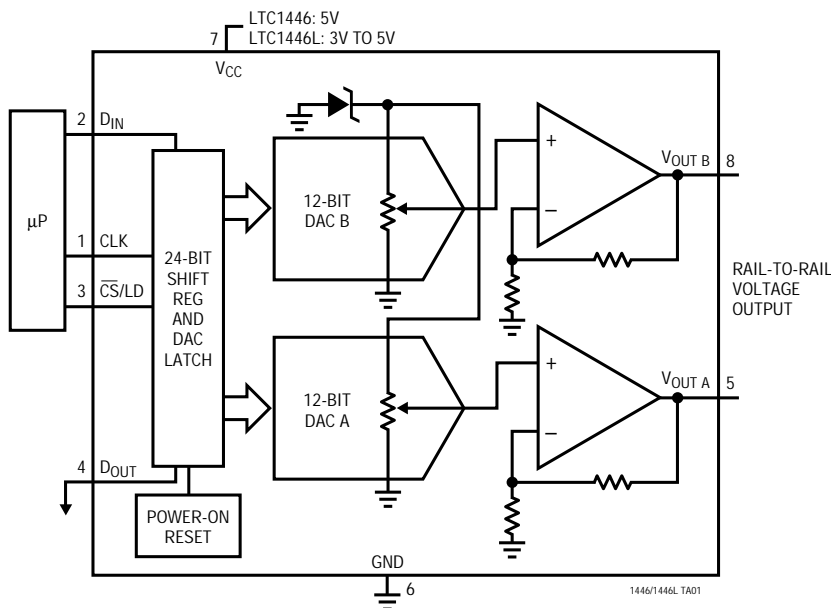 LTC1446: 5V
LTC1446L: 3V TO 5V
7
VCC
2 DIN
µP
1 CLK
3 CS/LD
24-BIT
SHIFT
REG
AND
DAC
LATCH
12-BIT
DAC B
+
–
VOUT B 8
RAIL-TO-RAIL
VOLTAGE
OUTPUT
12-BIT
DAC A
+
–
VOUT A 5
4 DOUT
POWER-ON
RESET
GND
6
1446/1446L TA01